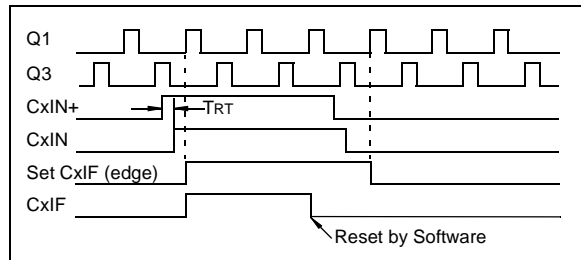 Q1
Q3
CxIN+
TRT
CxIN
Set CxIF (edge)
CxIF
Reset by Software